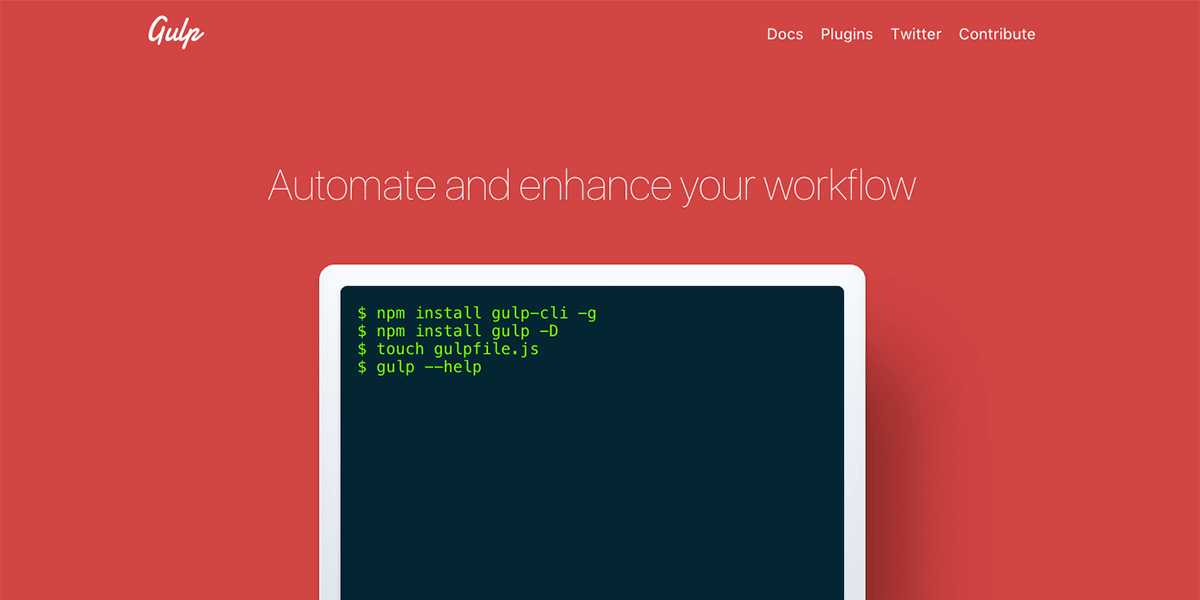 Gulp
Docs Plugins Twitter Contribute
Automate and enhance your workflow
$ npm install gulp-cli -g
$ npm install gulp -D
$ touch gulpfile.js
$ gulp --help